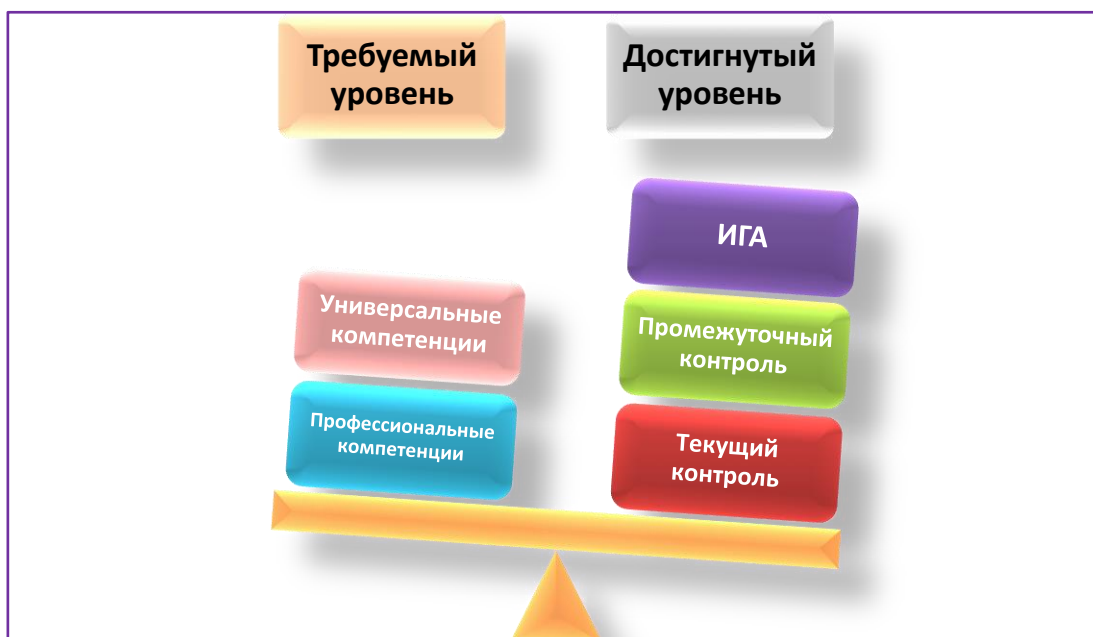 Требуемый
уровень
Достигнутый
уровень
ИГА
Универсальные
компетенции
Промежуточный
контроль
Профессиональные
компетенции
Текущий
контроль